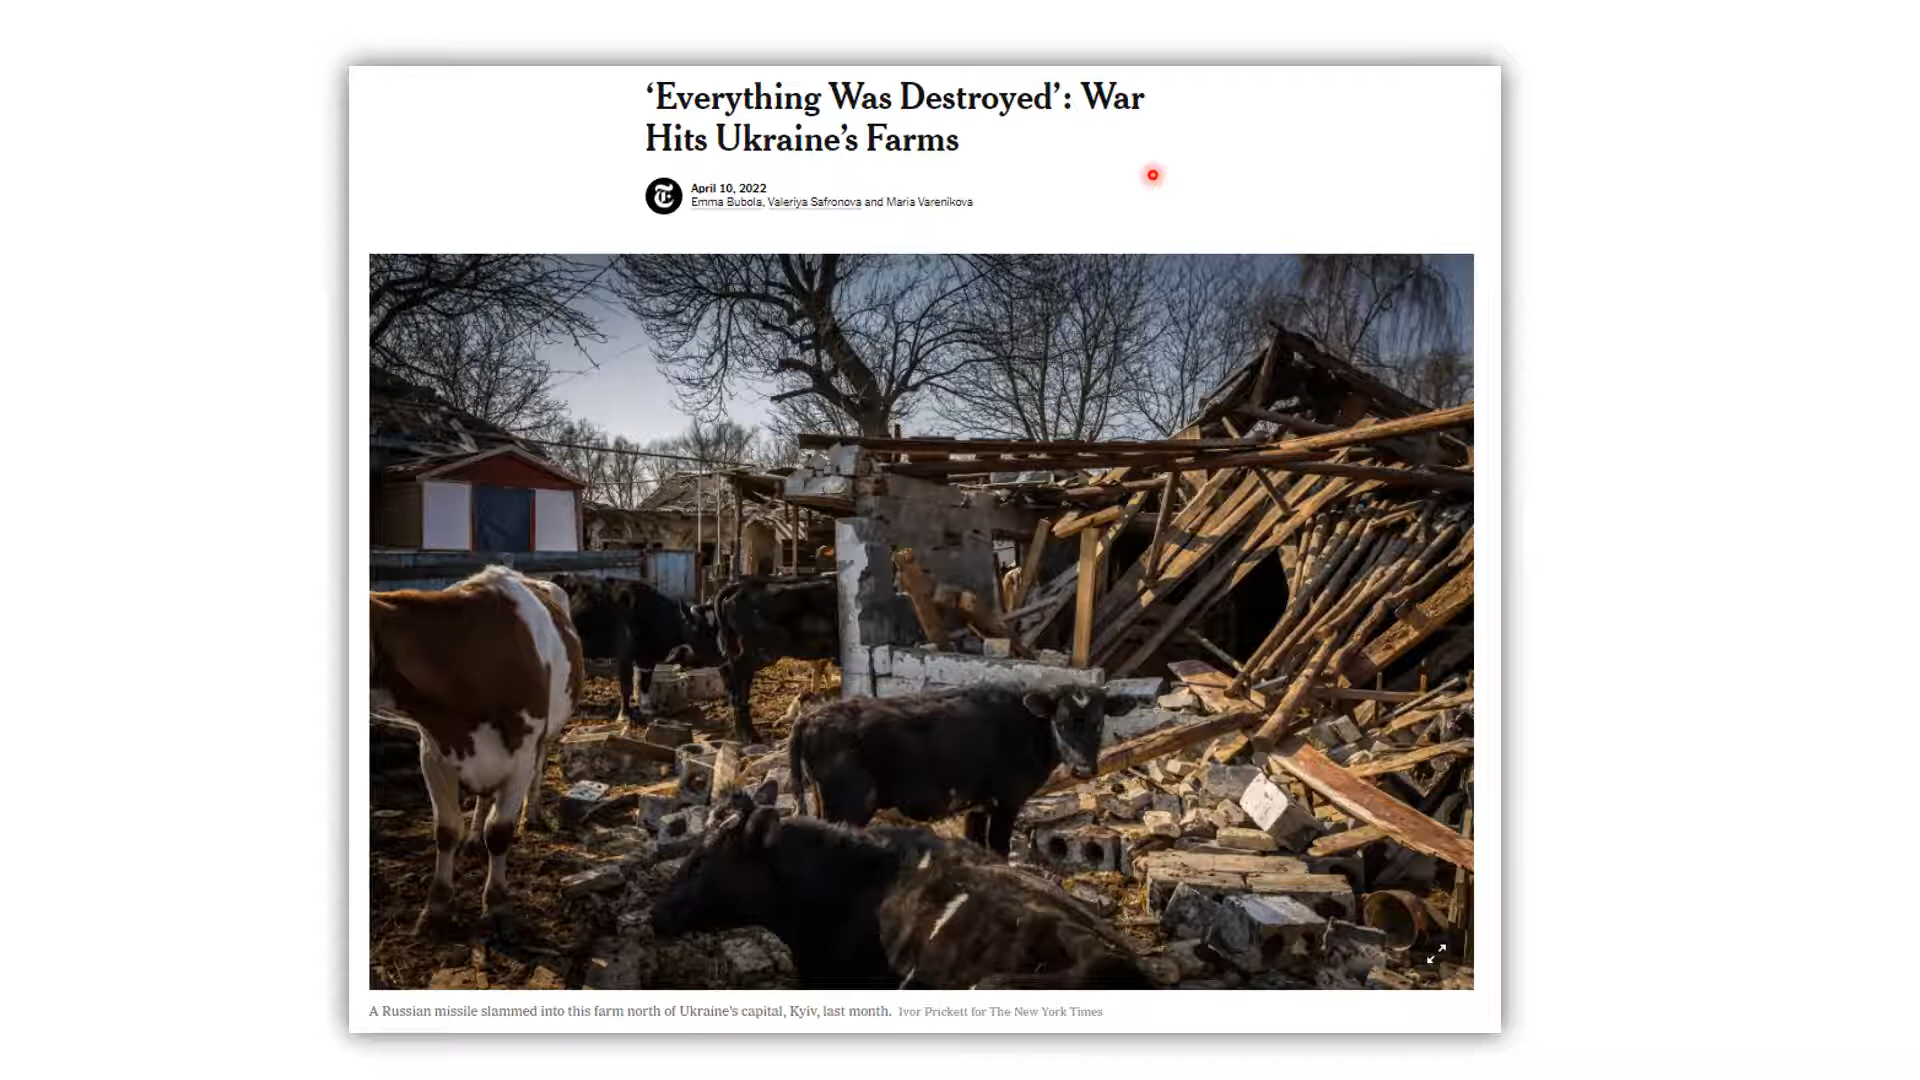 ‘Everything Was Destroyed’: War
Hits Ukraine’s Farms
April 10, 2022
Emma Bubola, Valeriya Safronova and Maria Varenikova
A Russian missile slammed into this farm north of Ukraine's capital, Kyiv, last month. Ivor Prickett for The New York Times